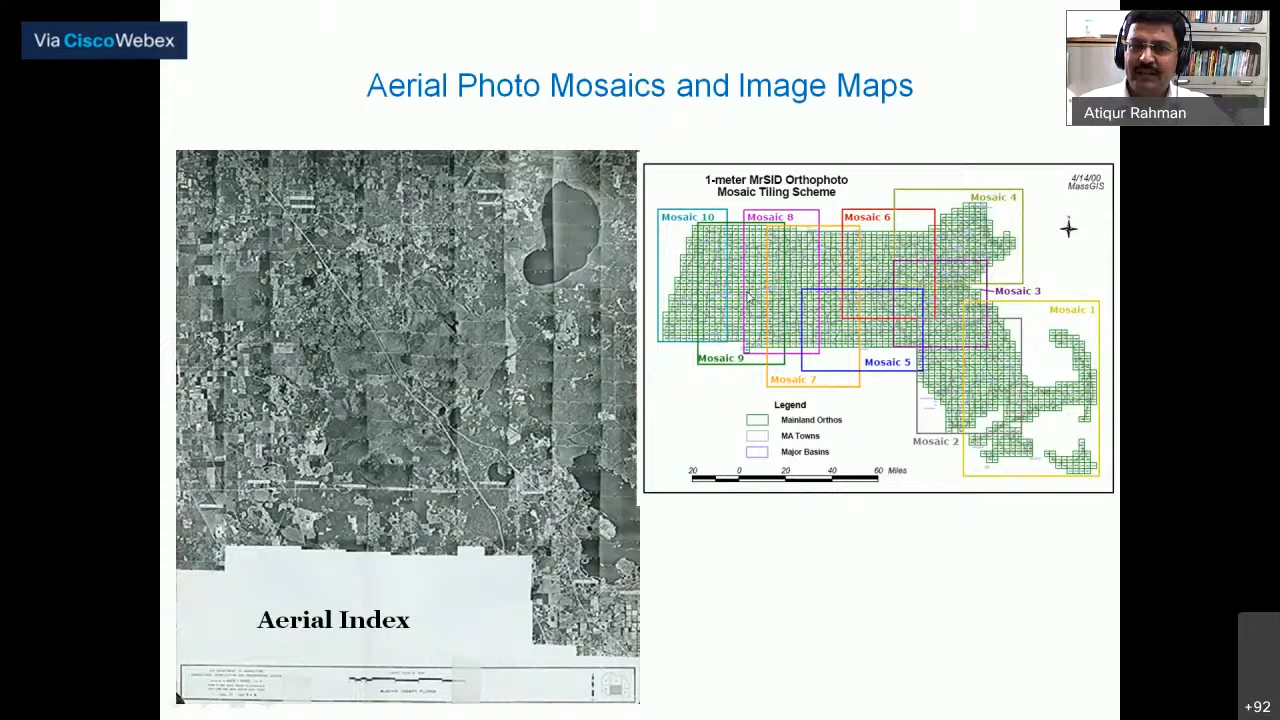 Via CiscoWebex
Aerial Photo Mosaics and Image Maps
Atiqur Rahman
1-meter MrSID Orthophoto
Mosaic Tiling Scheme
4/14/00
MassGIS
Mosaic 4
Mosaic 10
Mosaic 8
Mosaic 6
Mosaic 3
Mosaic 1
Mosaic 9
Mosaic 5
Mosaic 7
Legend
Mainland Orthos
MA Towns
Major Basins
Mosaic 2
20 0 20 40 60 Miles
Aerial Index
ALACHUA COUNTY FLORIDA
+92